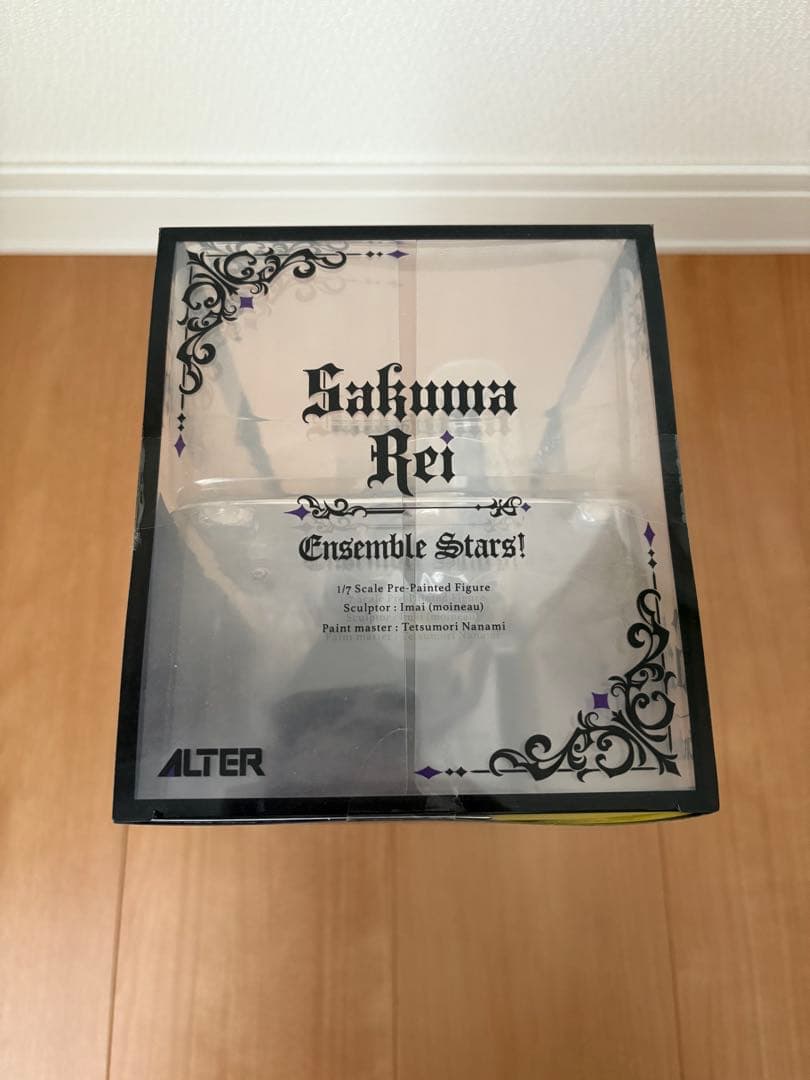 Sakuma
Rei
Ensemble Stars!
1/7 Scale Pre-Painted Figure
Sculptor : Imai (moineau)
Paint master : Tetsumori Nanami
ALTER